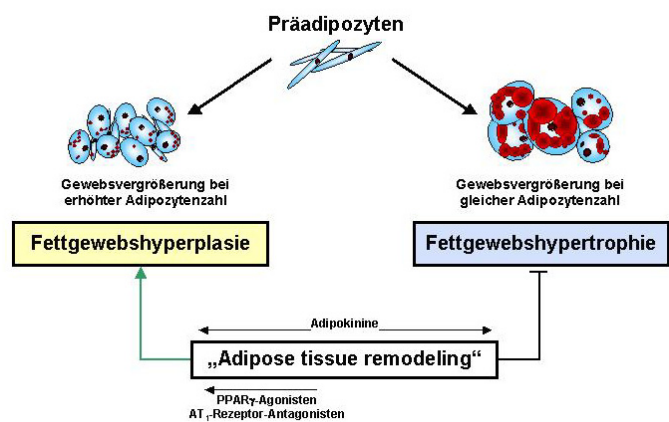 Präadipozyten
Gewebsvergrößerung bei
erhöhter Adipozytenzahl
Gewebsvergrößerung bei
gleicher Adipozytenzahl
Fettgewebshyperplasie
Fettgewebshypertrophie
Adipokinine
„Adipose tissue remodeling“
PPARγ-Agonisten
AT₁-Rezeptor-Antagonisten